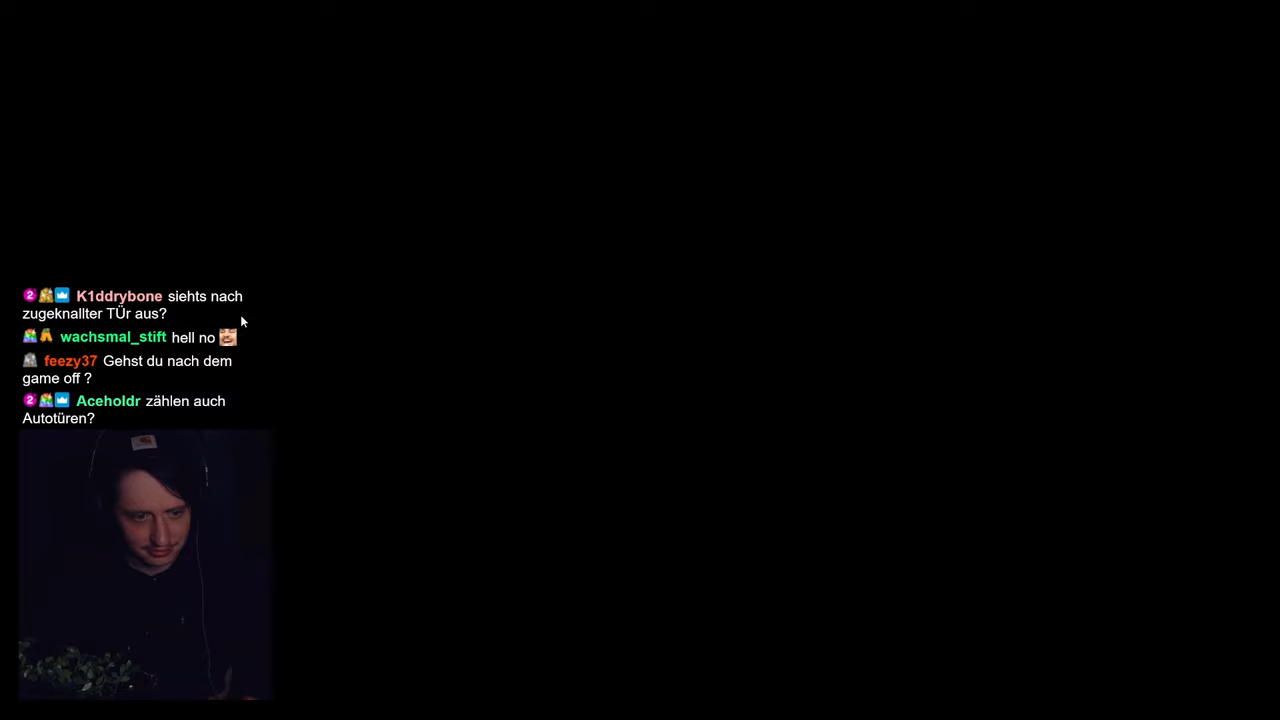 K1ddrybone siehts nach
zugeknallter TÜr aus?
wachsmal_stift hell no
feezy37 Gehst du nach dem
game off ?
Aceholdr zählen auch
Autotüren?